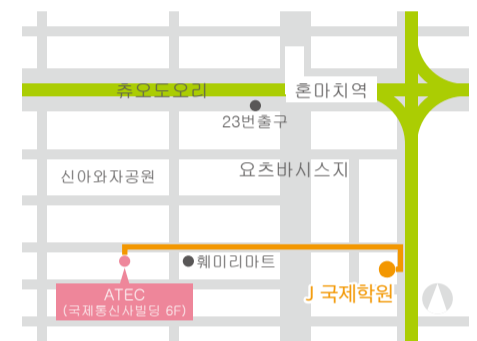 츄오도오리
혼마치역
23번출구
요츠바시스지
신아와자공원
훼미리마트
ATEC
(국제통신사빌딩 6F)
J 국제학원